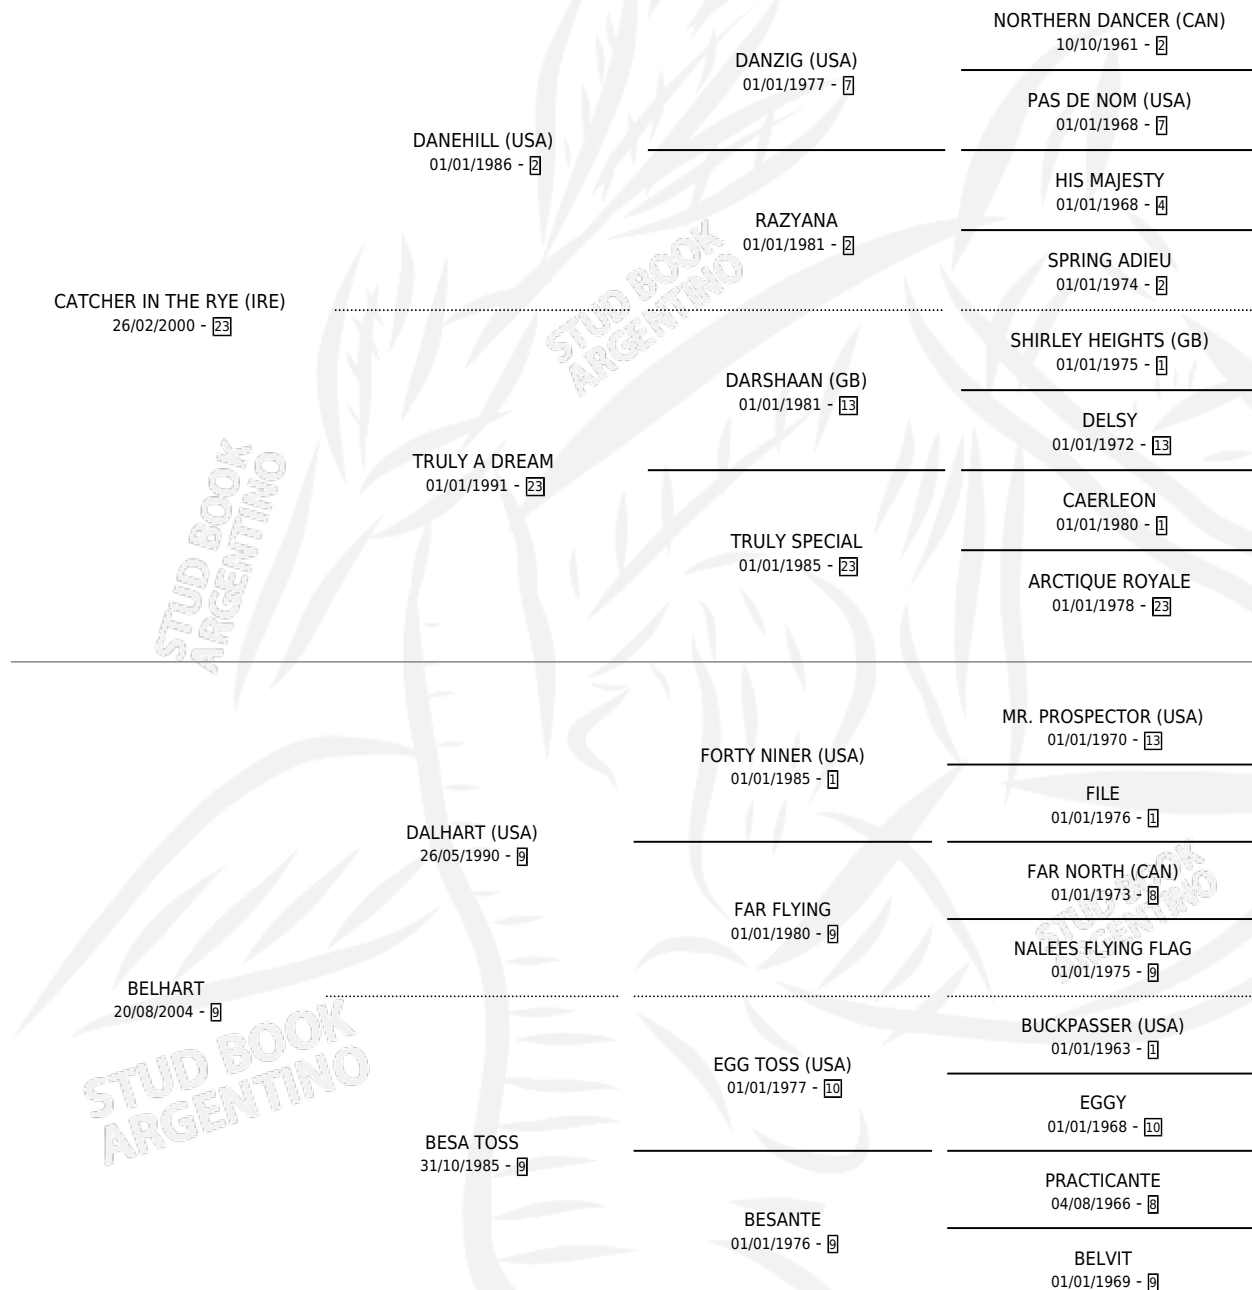 NORTHERN DANCER (CAN)
10/10/1961 - 2
DANZIG (USA)
01/01/1977 - 7
PAS DE NOM (USA)
01/01/1968 - 7
DANEHILL (USA)
01/01/1986 - 2
HIS MAJESTY
01/01/1968 - 4
RAZYANA
01/01/1981 - 2
SPRING ADIEU
01/01/1974 - 2
CATCHER IN THE RYE (IRE)
26/02/2000 - 23
SHIRLEY HEIGHTS (GB)
01/01/1975 - 1
DARSHAAN (GB)
01/01/1981 - 13
DELSY
01/01/1972 - 13
TRULY A DREAM
01/01/1991 - 23
CAERLEON
01/01/1980 - 1
TRULY SPECIAL
01/01/1985 - 23
ARCTIQUE ROYALE
01/01/1978 - 23
MR. PROSPECTOR (USA)
01/01/1970 - 13
FORTY NINER (USA)
01/01/1985 - 1
FILE
01/01/1976 - 1
DALHART (USA)
26/05/1990 - 9
FAR NORTH (CAN)
01/01/1973 - 8
FAR FLYING
01/01/1980 - 9
NALEES FLYING FLAG
01/01/1975 - 9
BELHART
20/08/2004 - 9
BUCKPASSER (USA)
01/01/1963 - 1
EGG TOSS (USA)
01/01/1977 - 10
EGGY
01/01/1968 - 10
BESA TOSS
31/10/1985 - 9
PRACTICANTE
04/08/1966 - 8
BESANTE
01/01/1976 - 9
BELVIT
01/01/1969 - 9
STUD BOOK
ARGENTINO
STUD BOOK
ARGENTINO
STUD BOOK
ARGENTINO
STUD BOOK
ARGENTINO